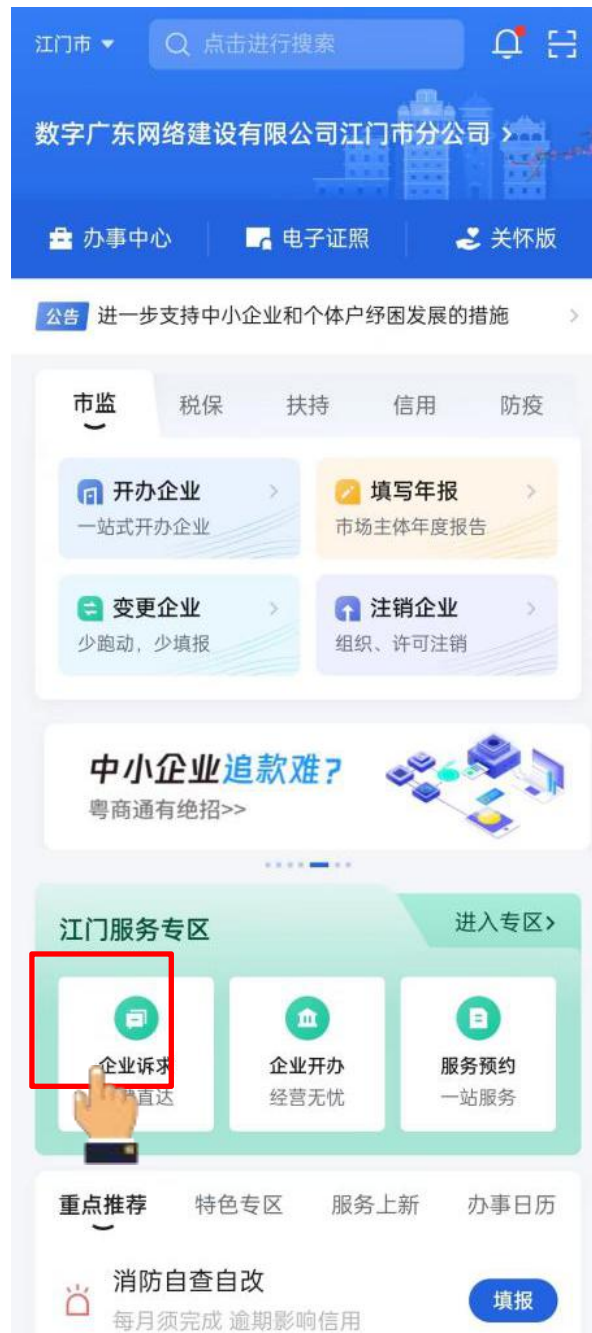 江门市
点击进行搜索
数字广东网络建设有限公司江门市分公司 >
办事中心 电子证照 关怀版
公告 进一步支持中小企业和个体户纾困发展的措施 >
市监 税保 扶持 信用 防疫
开办企业 > 填写年报 >
一站式开办企业 市场主体年度报告
变更企业 > 注销企业 >
少跑动,少填报 组织、许可注销
中小企业追款难?
粤商通有绝招>>
江门服务专区 进入专区>
企业诉求 企业开办 服务预约
直达 经营无忧 一站服务
重点推荐 特色专区 服务上新 办事日历
消防自查自改
每月须完成 逾期影响信用
填报